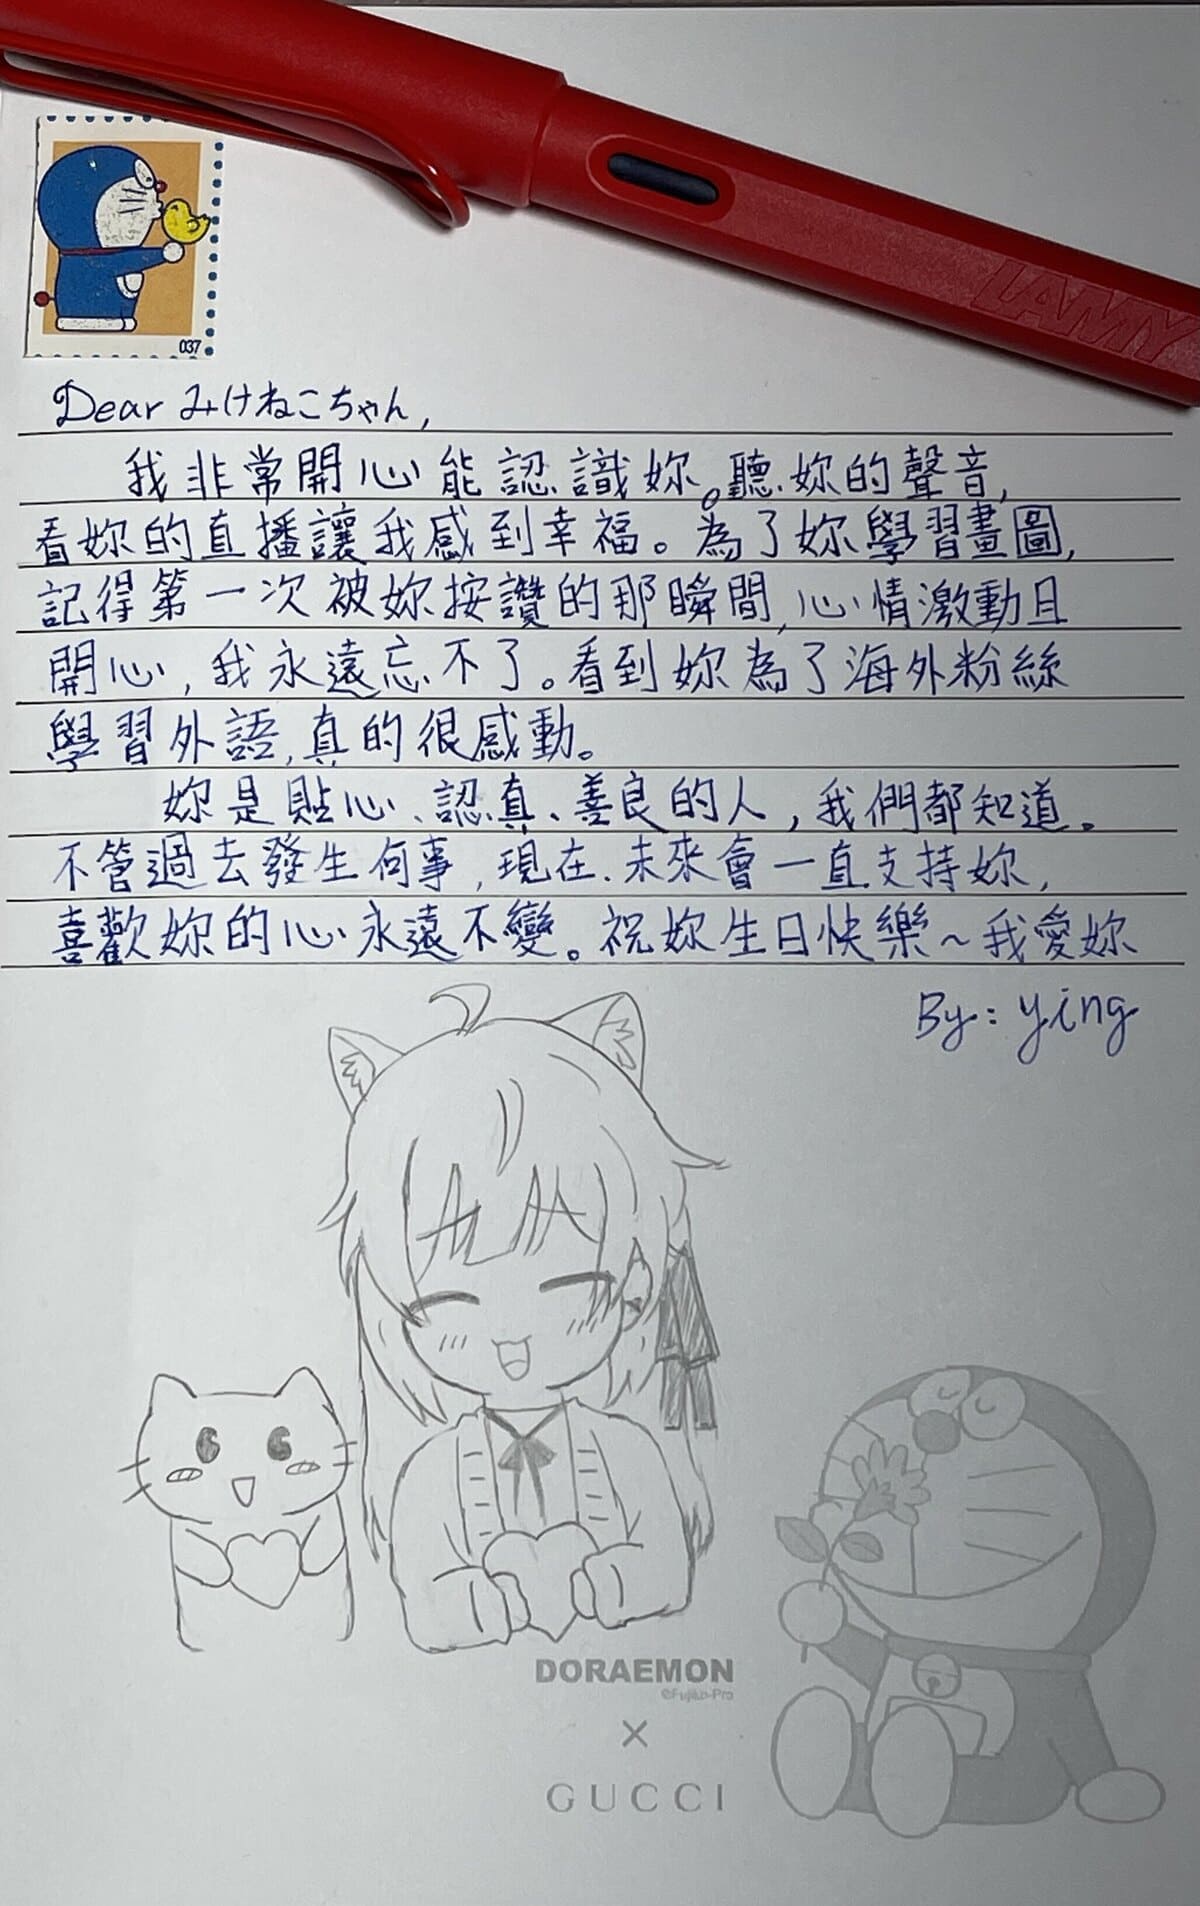 LAMY
037
Dear みけねこちゃん,
我非常開心能認識妳。聽妳的聲音,
看妳的直播讓我感到幸福。為了妳學習畫圖,
記得第一次被妳按讚的那瞬間,心情激動且
開心,我永遠忘不了。看到妳為了海外粉絲
學習外語,真的很感動。
妳是貼心、認真、善良的人,我們都知道。
不管過去發生何事,現在、未來會一直支持妳,
喜歡妳的心永遠不變。祝妳生日快樂~我愛妳
By: ying
DORAEMON
©Fujiko-Pro
×
GUCCI